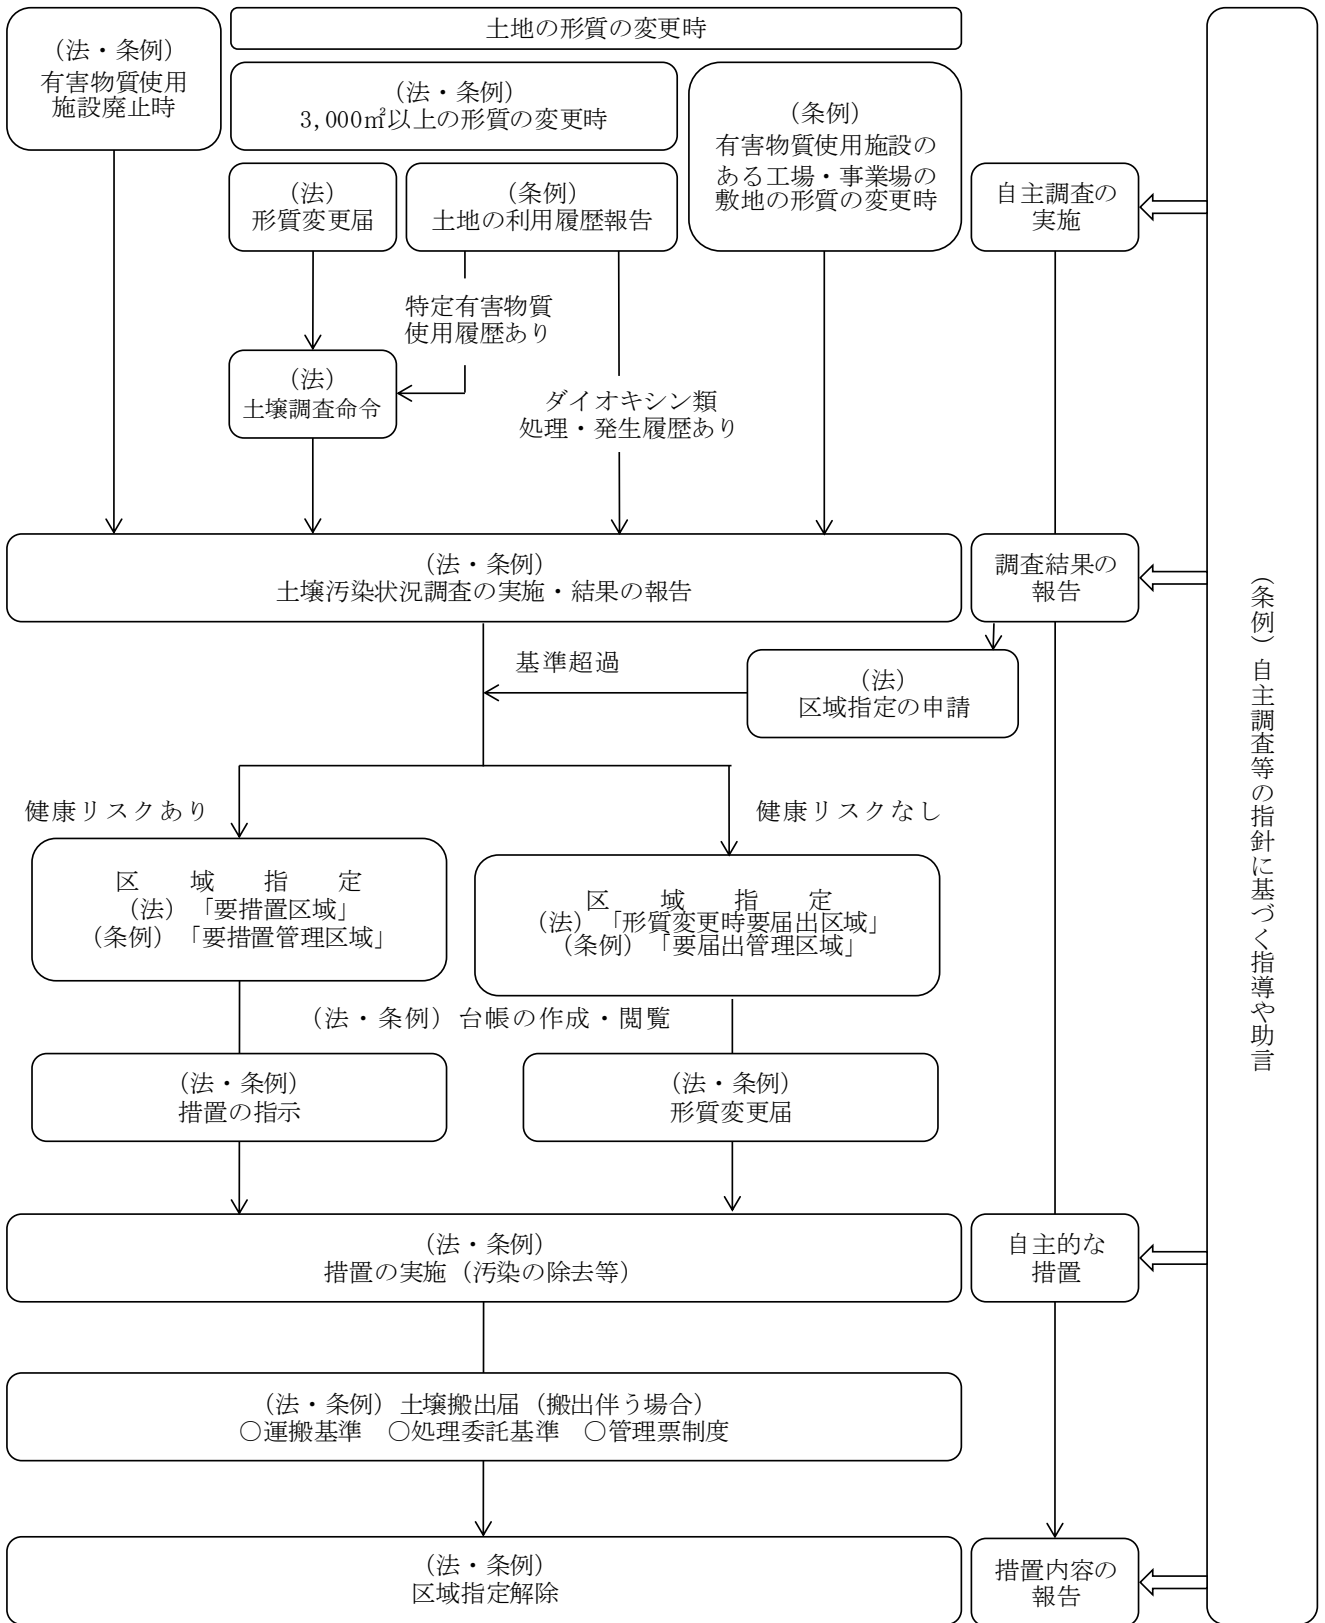 （法・条例）
有害物質使用
施設廃止時
土地の形質の変更時
（法・条例）
3,000㎡以上の形質の変更時
（条例）
有害物質使用施設の
ある工場・事業場の
敷地の形質の変更時
（法）
形質変更届
（条例）
土地の利用履歴報告
自主調査の
実施
特定有害物質
使用履歴あり
（法）
土壌調査命令
ダイオキシン類
処理・発生履歴あり
（法・条例）
土壌汚染状況調査の実施・結果の報告
調査結果の
報告
基準超過
（法）
区域指定の申請
健康リスクあり
健康リスクなし
区　域　指　定
（法）「要措置区域」
（条例）「要措置管理区域」
区　域　指　定
（法）「形質変更時要届出区域」
（条例）「要届出管理区域」
（法・条例）台帳の作成・閲覧
（法・条例）
措置の指示
（法・条例）
形質変更届
（法・条例）
措置の実施（汚染の除去等）
自主的な
措置
（法・条例）土壌搬出届（搬出伴う場合）
○運搬基準　○処理委託基準　○管理票制度
（法・条例）
区域指定解除
措置内容の
報告
（条例）自主調査等の指針に基づく指導や助言